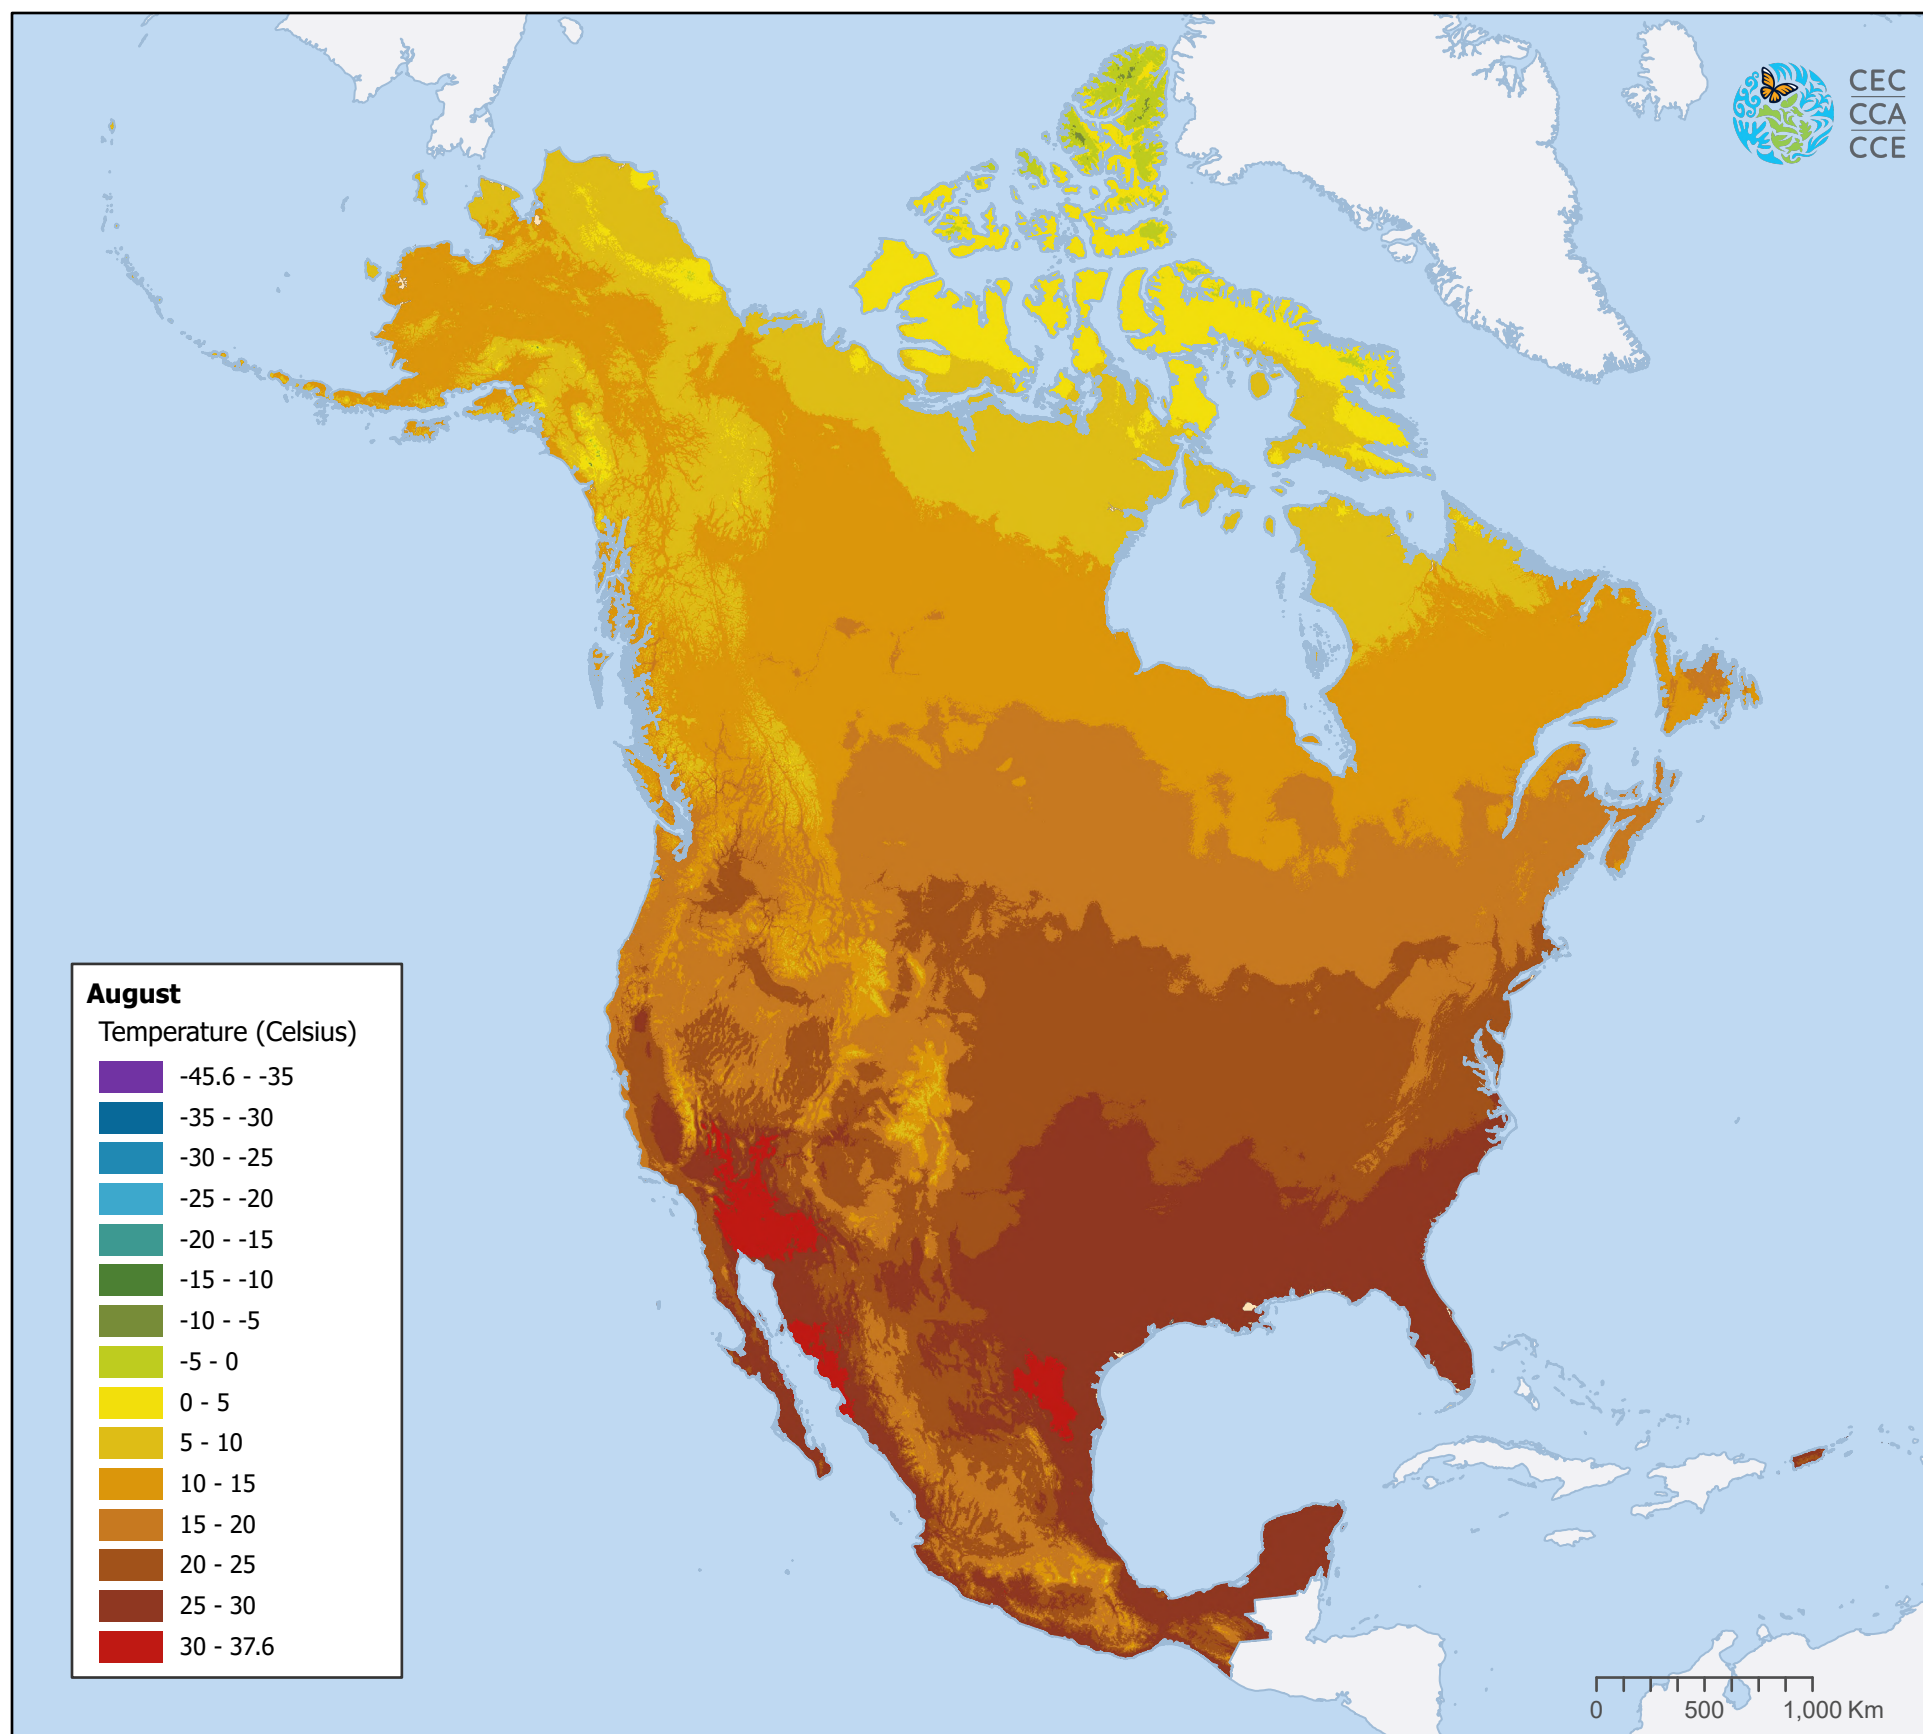 CEC
CCA
CCE
August
Temperature (Celsius)
-45.6 - -35
-35 - -30
-30 - -25
-25 - -20
-20 - -15
-15 - -10
-10 - -5
-5 - 0
0 - 5
5 - 10
10 - 15
15 - 20
20 - 25
25 - 30
30 - 37.6
0 500 1,000 Km